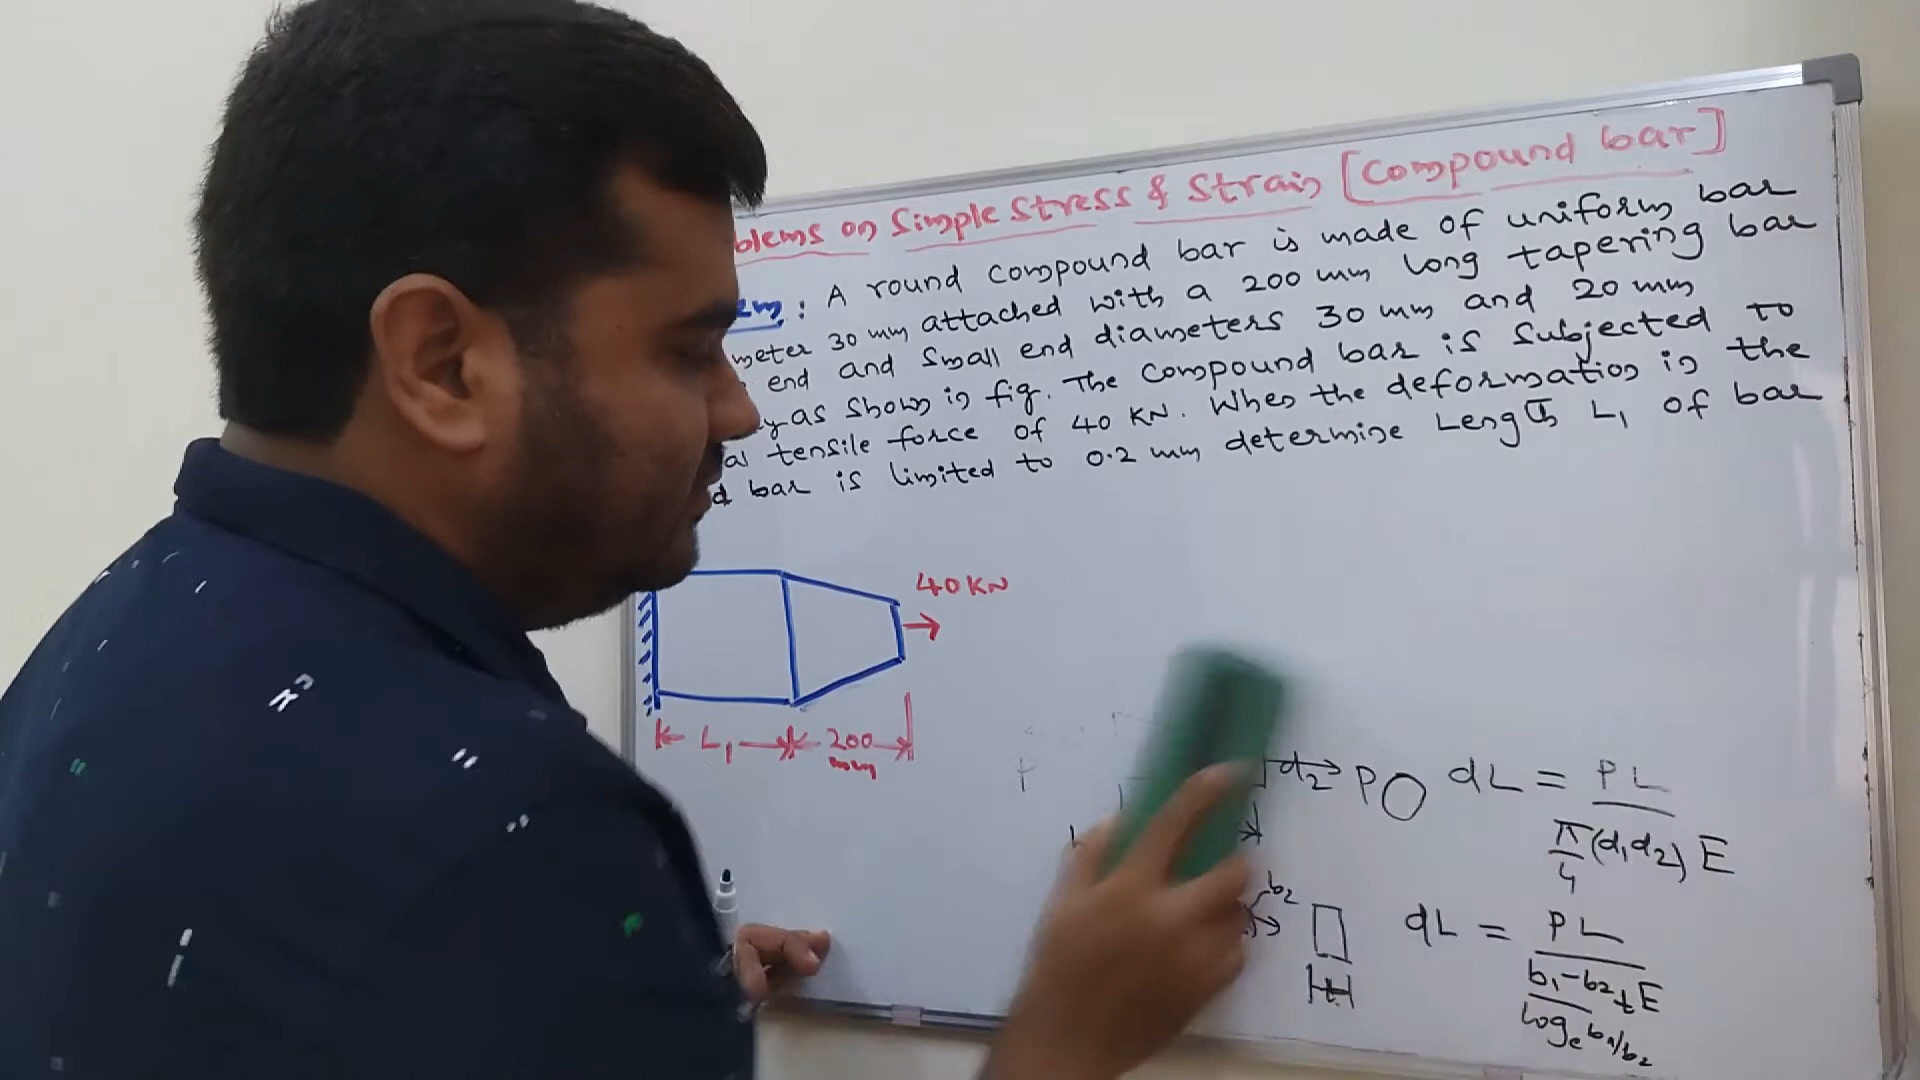 blems on Simple Stress & Strain [Compound bar]
: A round compound bar is made of uniform bar
meter 30 mm attached with a 200 mm long tapering bar
end and small end diameters 30 mm and 20 mm
ly as shown in fig. The compound bar is subjected to
al tensile force of 40 KN. When the deformation in the
d bar is limited to 0.2 mm determine Length L1 of bar
40 KN
L1
200
mm
P
d2
P
dL = PL
π/4 (d1 d2) E
b2
t
dL = PL
b1-b2 t E
loge b1/b2